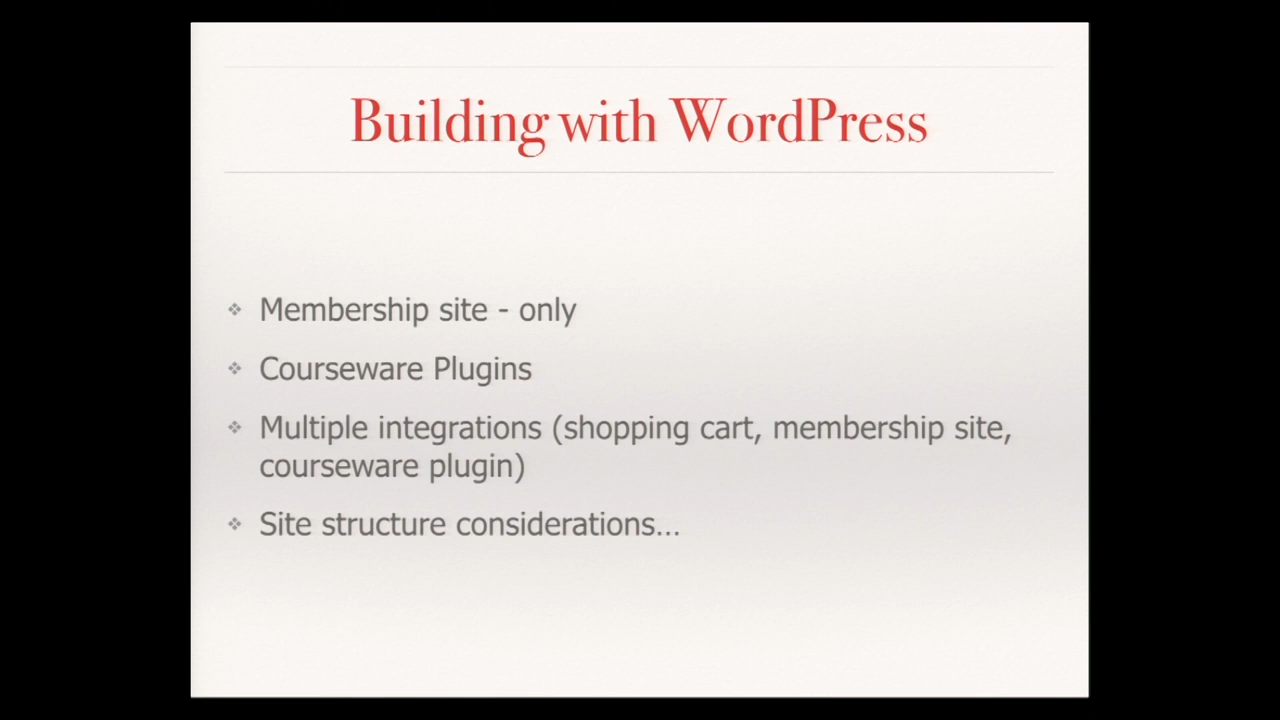 Building with WordPress
❖ Membership site - only
❖ Courseware Plugins
❖ Multiple integrations (shopping cart, membership site,
courseware plugin)
❖ Site structure considerations...